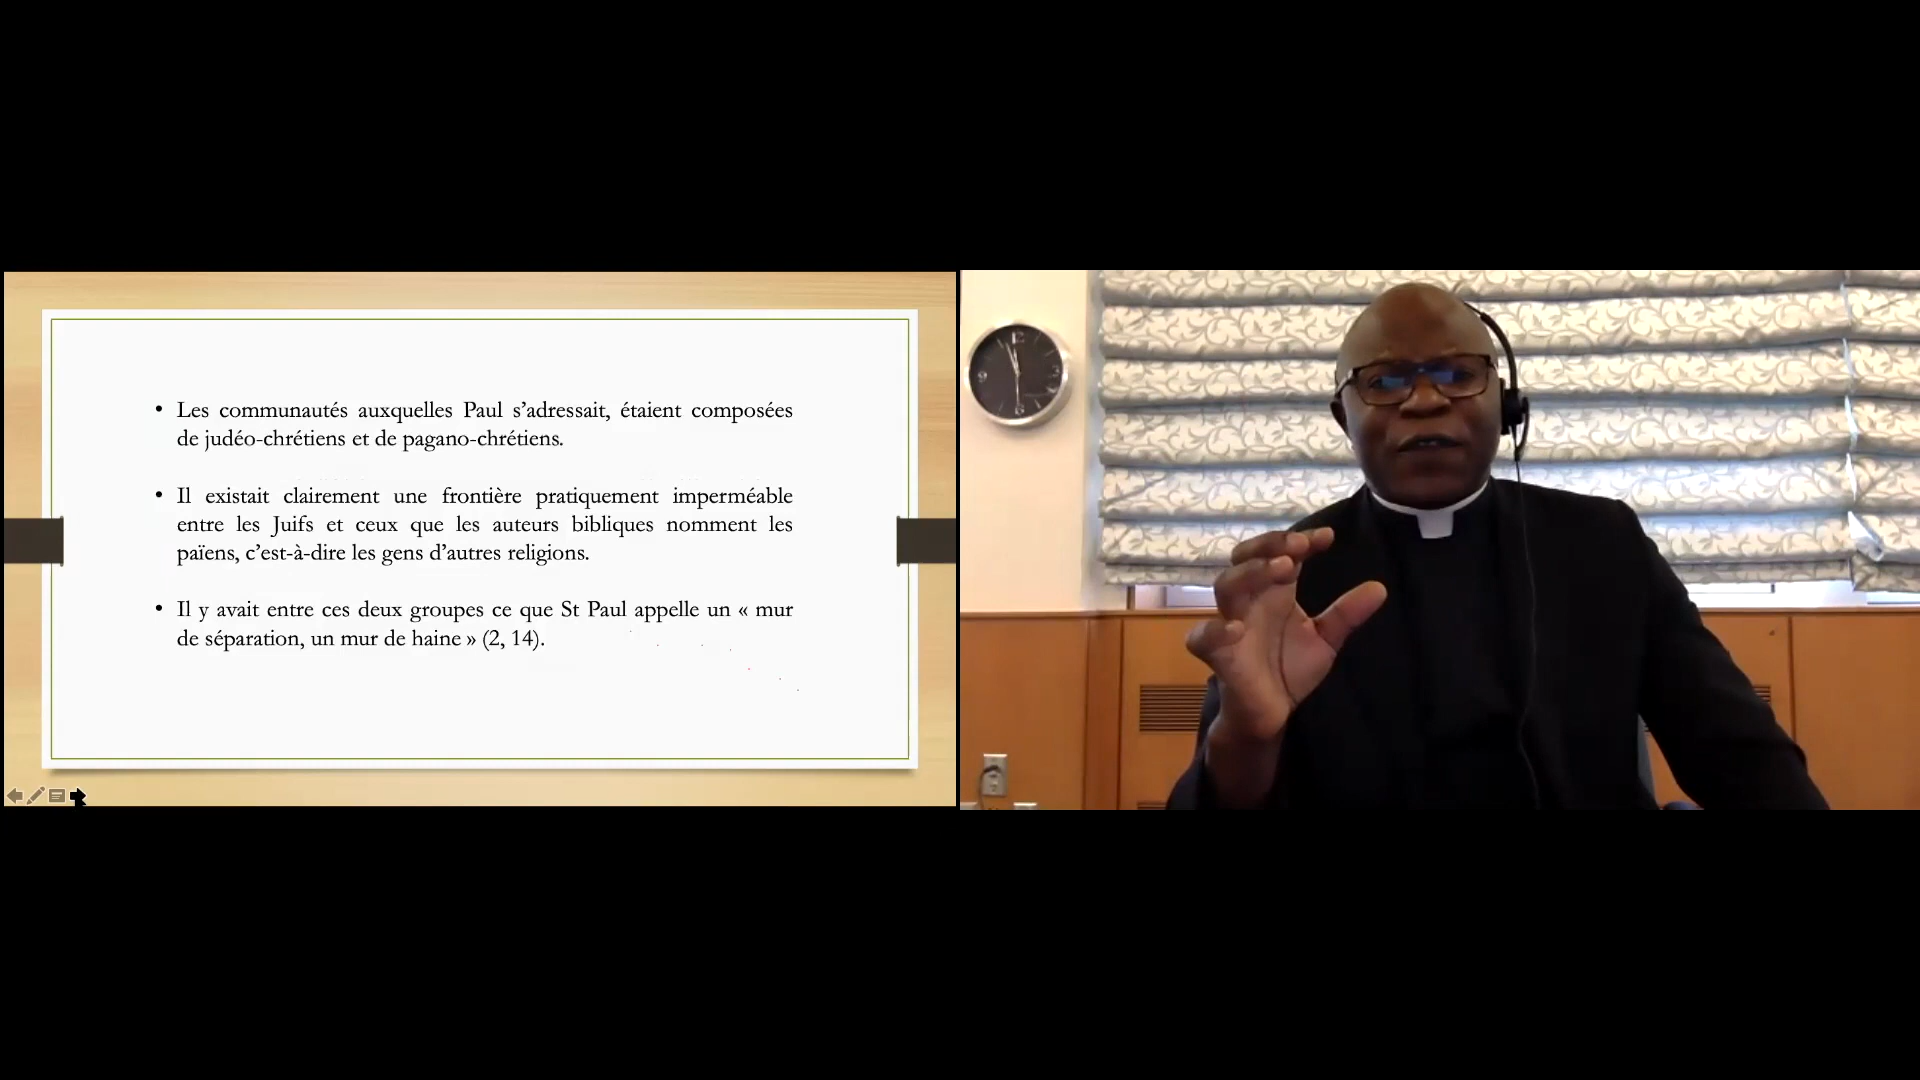 • Les communautés auxquelles Paul s’adressait, étaient composées
de judéo-chrétiens et de pagano-chrétiens.
• Il existait clairement une frontière pratiquement imperméable
entre les Juifs et ceux que les auteurs bibliques nomment les
païens, c’est-à-dire les gens d’autres religions.
• Il y avait entre ces deux groupes ce que St Paul appelle un « mur
de séparation, un mur de haine » (2, 14).